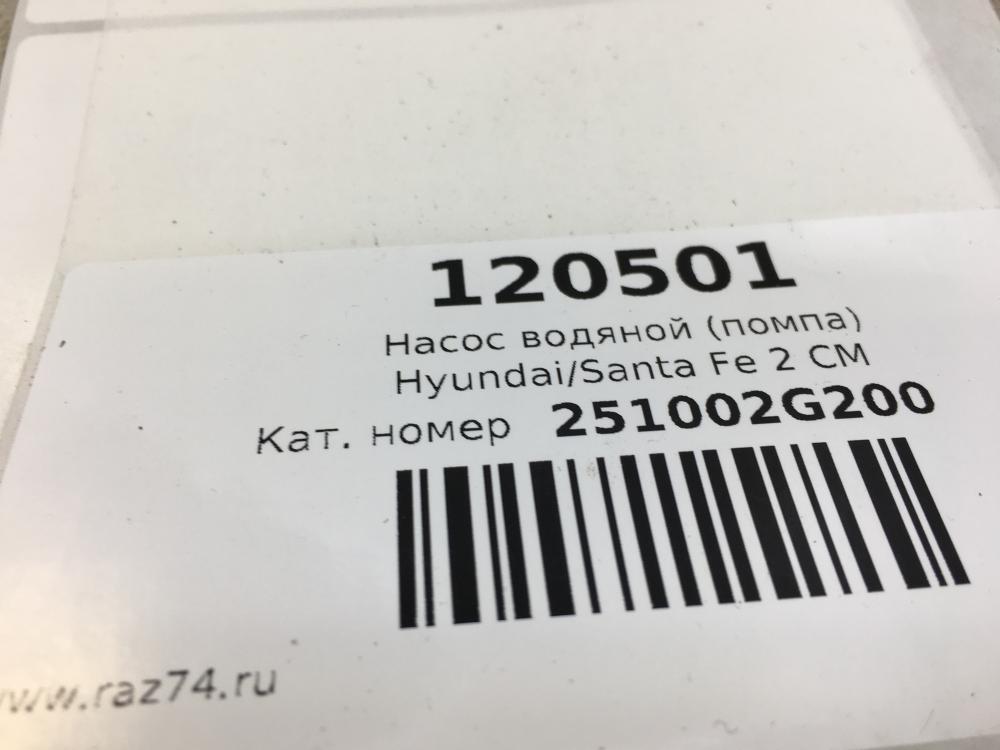 120501
Насос водяной (помпа)
Hyundai/Santa Fe 2 CM
Кат. номер 251002G200
www.raz74.ru